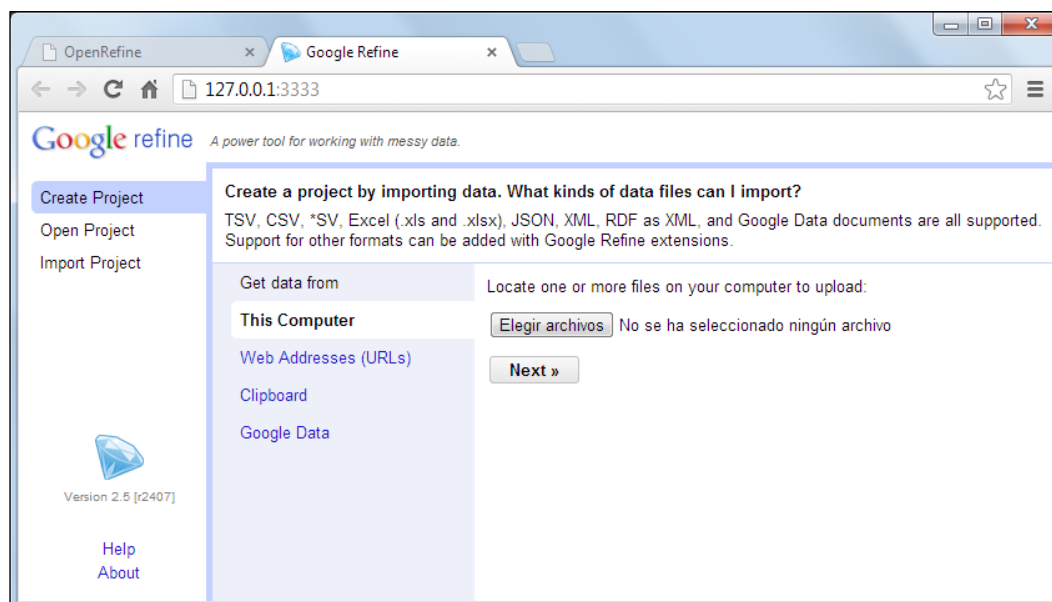 OpenRefine
Google Refine
127.0.0.1:3333
Google refine
A power tool for working with messy data.
Create Project
Open Project
Import Project
Create a project by importing data. What kinds of data files can I import?
TSV, CSV, *SV, Excel (.xls and .xlsx), JSON, XML, RDF as XML, and Google Data documents are all supported.
Support for other formats can be added with Google Refine extensions.
Get data from
This Computer
Web Addresses (URLs)
Clipboard
Google Data
Locate one or more files on your computer to upload:
Elegir archivos No se ha seleccionado ningún archivo
Next »
Version 2.5 [r2407]
Help
About